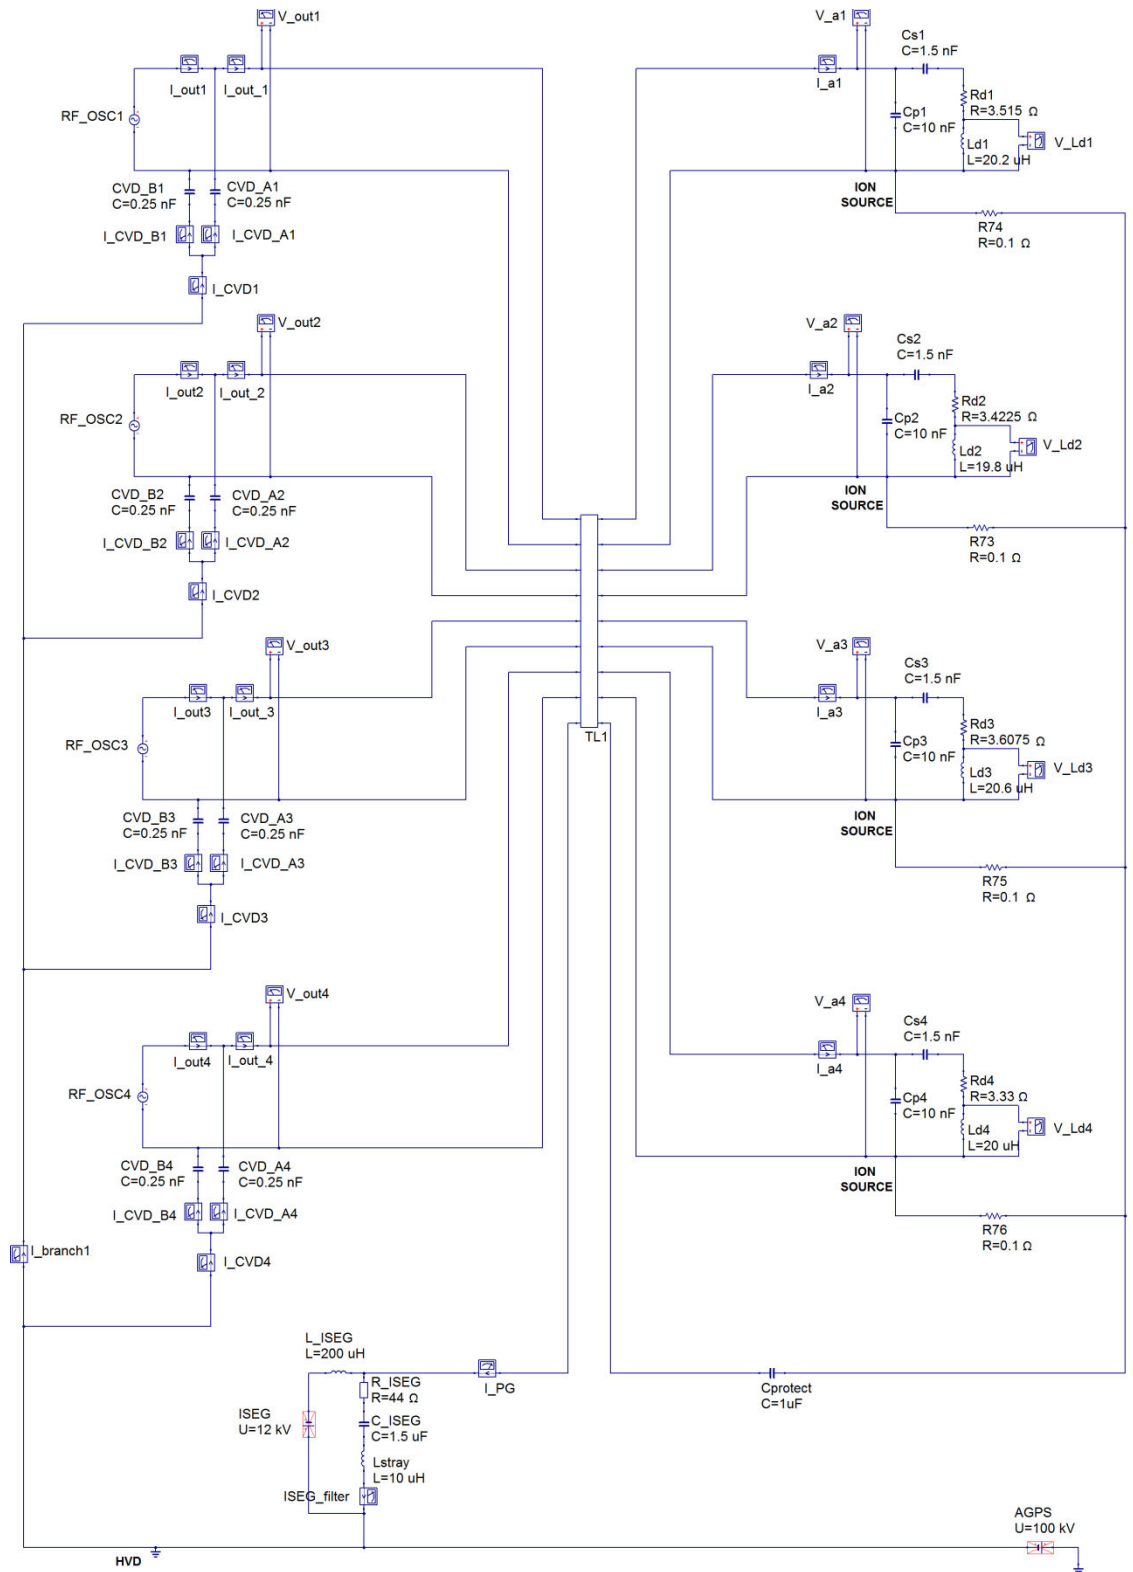 V_out1
I_out1
I_out_1
RF_OSC1
CVD_B1
C=0.25 nF
CVD_A1
C=0.25 nF
I_CVD_B1
I_CVD_A1
I_CVD1
V_a1
I_a1
Cs1
C=1.5 nF
Cp1
C=10 nF
Rd1
R=3.515 Ω
Ld1
L=20.2 uH
V_Ld1
ION
SOURCE
R74
R=0.1 Ω
V_out2
I_out2
I_out_2
RF_OSC2
CVD_B2
C=0.25 nF
CVD_A2
C=0.25 nF
I_CVD_B2
I_CVD_A2
I_CVD2
V_a2
I_a2
Cs2
C=1.5 nF
Cp2
C=10 nF
Rd2
R=3.4225 Ω
Ld2
L=19.8 uH
V_Ld2
ION
SOURCE
R73
R=0.1 Ω
TL1
V_out3
I_out3
I_out_3
RF_OSC3
CVD_B3
C=0.25 nF
CVD_A3
C=0.25 nF
I_CVD_B3
I_CVD_A3
I_CVD3
V_a3
I_a3
Cs3
C=1.5 nF
Cp3
C=10 nF
Rd3
R=3.6075 Ω
Ld3
L=20.6 uH
V_Ld3
ION
SOURCE
R75
R=0.1 Ω
V_out4
I_out4
I_out_4
RF_OSC4
CVD_B4
C=0.25 nF
CVD_A4
C=0.25 nF
I_CVD_B4
I_CVD_A4
I_CVD4
I_branch1
V_a4
I_a4
Cs4
C=1.5 nF
Cp4
C=10 nF
Rd4
R=3.33 Ω
Ld4
L=20 uH
V_Ld4
ION
SOURCE
R76
R=0.1 Ω
L_ISEG
L=200 uH
R_ISEG
R=44 Ω
I_PG
ISEG
U=12 kV
C_ISEG
C=1.5 uF
Lstray
L=10 uH
ISEG_filter
Cprotect
C=1uF
HVD
AGPS
U=100 kV